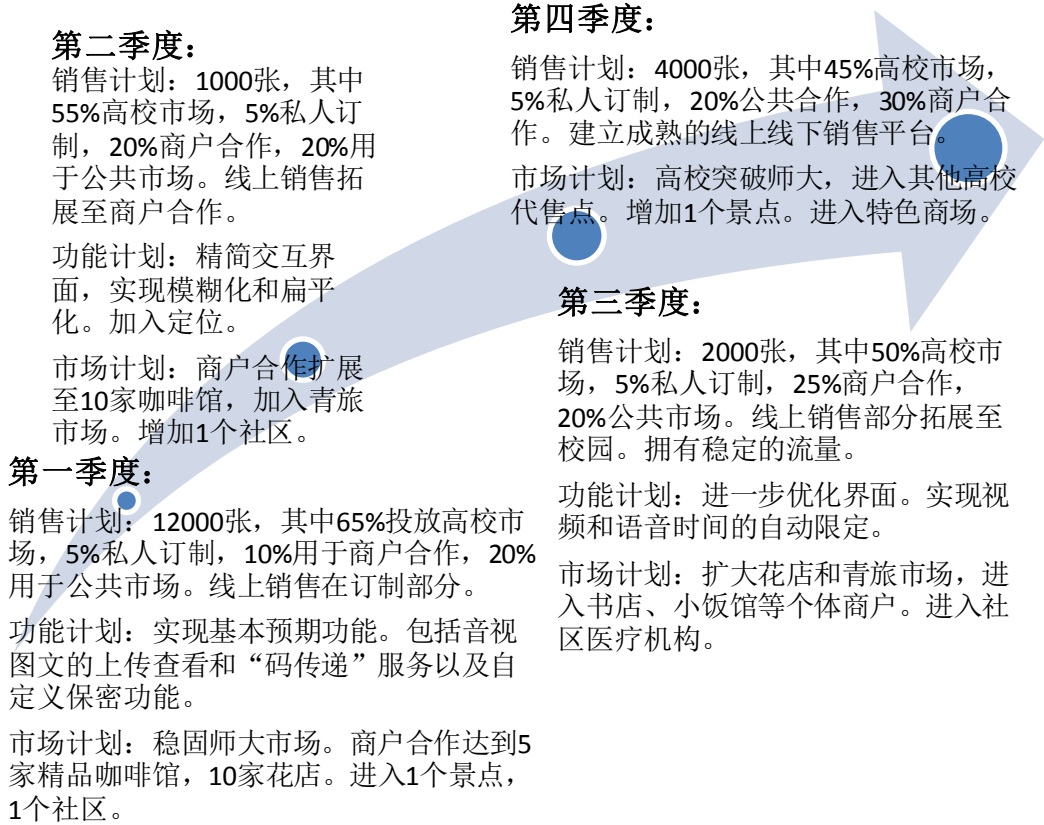 第二季度：
销售计划：1000张，其中
55%高校市场，5%私人订
制，20%商户合作，20%用
于公共市场。线上销售拓
展至商户合作。
功能计划：精简交互界
面，实现模糊化和扁平
化。加入定位。
市场计划：商户合作扩展
至10家咖啡馆，加入青旅
市场。增加1个社区。
第一季度：
销售计划：12000张，其中65%投放高校市
场，5%私人订制，10%用于商户合作，20%
用于公共市场。线上销售在订制部分。
功能计划：实现基本预期功能。包括音视
图文的上传查看和“码传递”服务以及自
定义保密功能。
市场计划：稳固师大市场。商户合作达到5
家精品咖啡馆，10家花店。进入1个景点，
1个社区。
第四季度：
销售计划：4000张，其中45%高校市场，
5%私人订制，20%公共合作，30%商户合
作。建立成熟的线上线下销售平台。
市场计划：高校突破师大，进入其他高校
代售点。增加1个景点。进入特色商场。
第三季度：
销售计划：2000张，其中50%高校市
场，5%私人订制，25%商户合作，
20%公共市场。线上销售部分拓展至
校园。拥有稳定的流量。
功能计划：进一步优化界面。实现视
频和语音时间的自动限定。
市场计划：扩大花店和青旅市场，进
入书店、小饭馆等个体商户。进入社
区医疗机构。